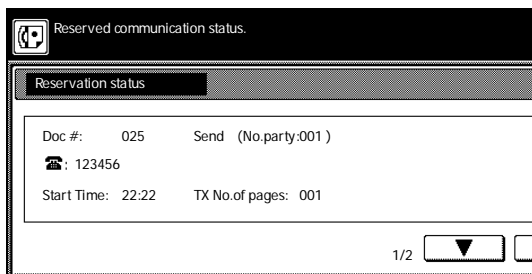 Reserved communication status.
Reservation status
Doc #: 025 Send (No.party:001 )
☎: 123456
Start Time: 22:22 TX No.of pages: 001
1/2 ▼